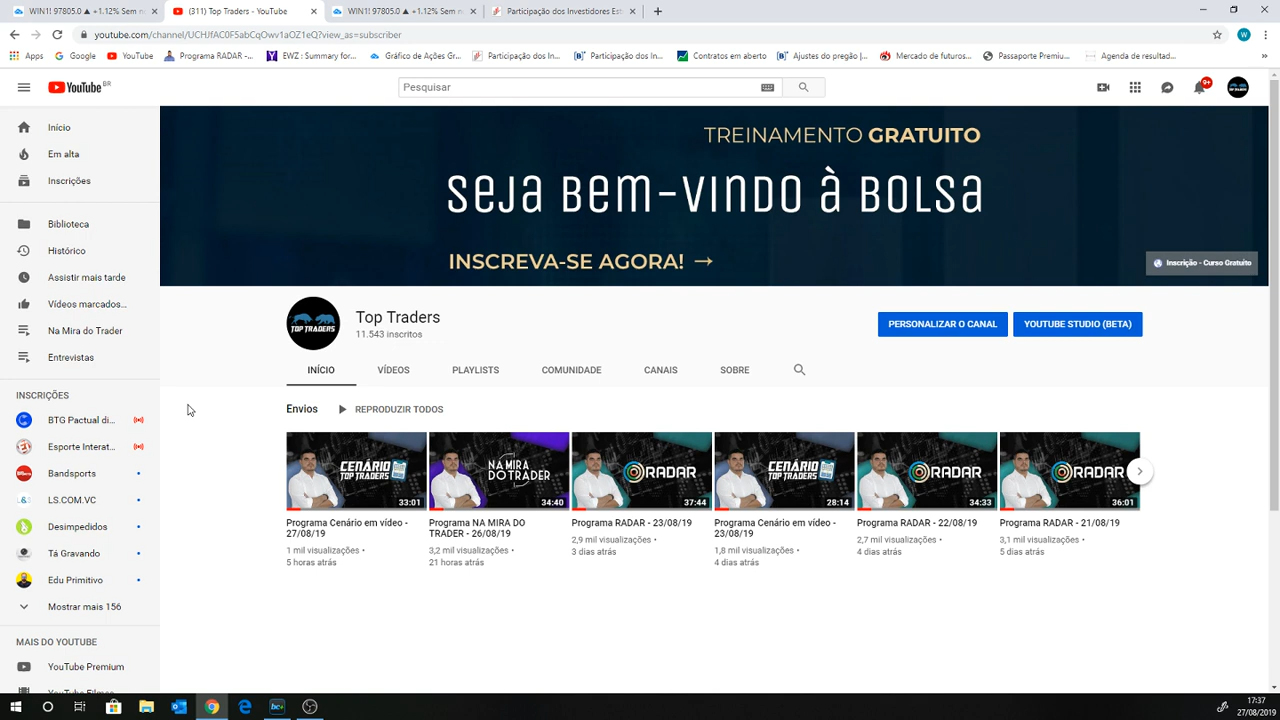 WIN1! 97805.0 ▲ +1.12% Sem n
(311) Top Traders - YouTube
WIN1! 97805.0 ▲ +1.12% Sem n
Participação dos Investidores Est
youtube.com/channel/UCHJfAC0F5abCqOwv1aOZ1eQ?view_as=subscriber
W
Apps
Google
YouTube
Programa RADAR -...
EWZ : Summary for...
Gráfico de Ações Gr...
Participação dos In...
Participação dos In...
Contratos em aberto
Ajustes do pregão |...
Mercado de futuros...
Passaporte Premiu...
Agenda de resultad...
YouTube BR
Pesquisar
9+
Início
Em alta
Inscrições
Biblioteca
Histórico
Assistir mais tarde
Vídeos marcados...
Na Mira do Trader
Entrevistas
INSCRIÇÕES
BTG Pactual di...
Esporte Interat...
Bandsports
LS.COM.VC
Desimpedidos
Tá Gravando
Edu Primitivo
Mostrar mais 156
MAIS DO YOUTUBE
YouTube Premium
YouTube Filmes
TREINAMENTO GRATUITO
SEJA BEM-VINDO À BOLSA
INSCREVA-SE AGORA! →
Inscrição - Curso Gratuito
TOP TRADERS
Top Traders
11.543 inscritos
PERSONALIZAR O CANAL
YOUTUBE STUDIO (BETA)
INÍCIO
VÍDEOS
PLAYLISTS
COMUNIDADE
CANAIS
SOBRE
Envios
REPRODUZIR TODOS
CENÁRIO
TOP TRADERS
33:01
Programa Cenário em vídeo -
27/08/19
1 mil visualizações •
5 horas atrás
NA MIRA
DO TRADER
34:40
Programa NA MIRA DO
TRADER - 26/08/19
3,2 mil visualizações •
21 horas atrás
RADAR
37:44
Programa RADAR - 23/08/19
2,9 mil visualizações •
3 dias atrás
CENÁRIO
TOP TRADERS
28:14
Programa Cenário em vídeo -
23/08/19
1,8 mil visualizações •
4 dias atrás
RADAR
34:33
Programa RADAR - 22/08/19
2,7 mil visualizações •
4 dias atrás
RADAR
36:01
Programa RADAR - 21/08/19
3,1 mil visualizações •
5 dias atrás
17:37
27/08/2019